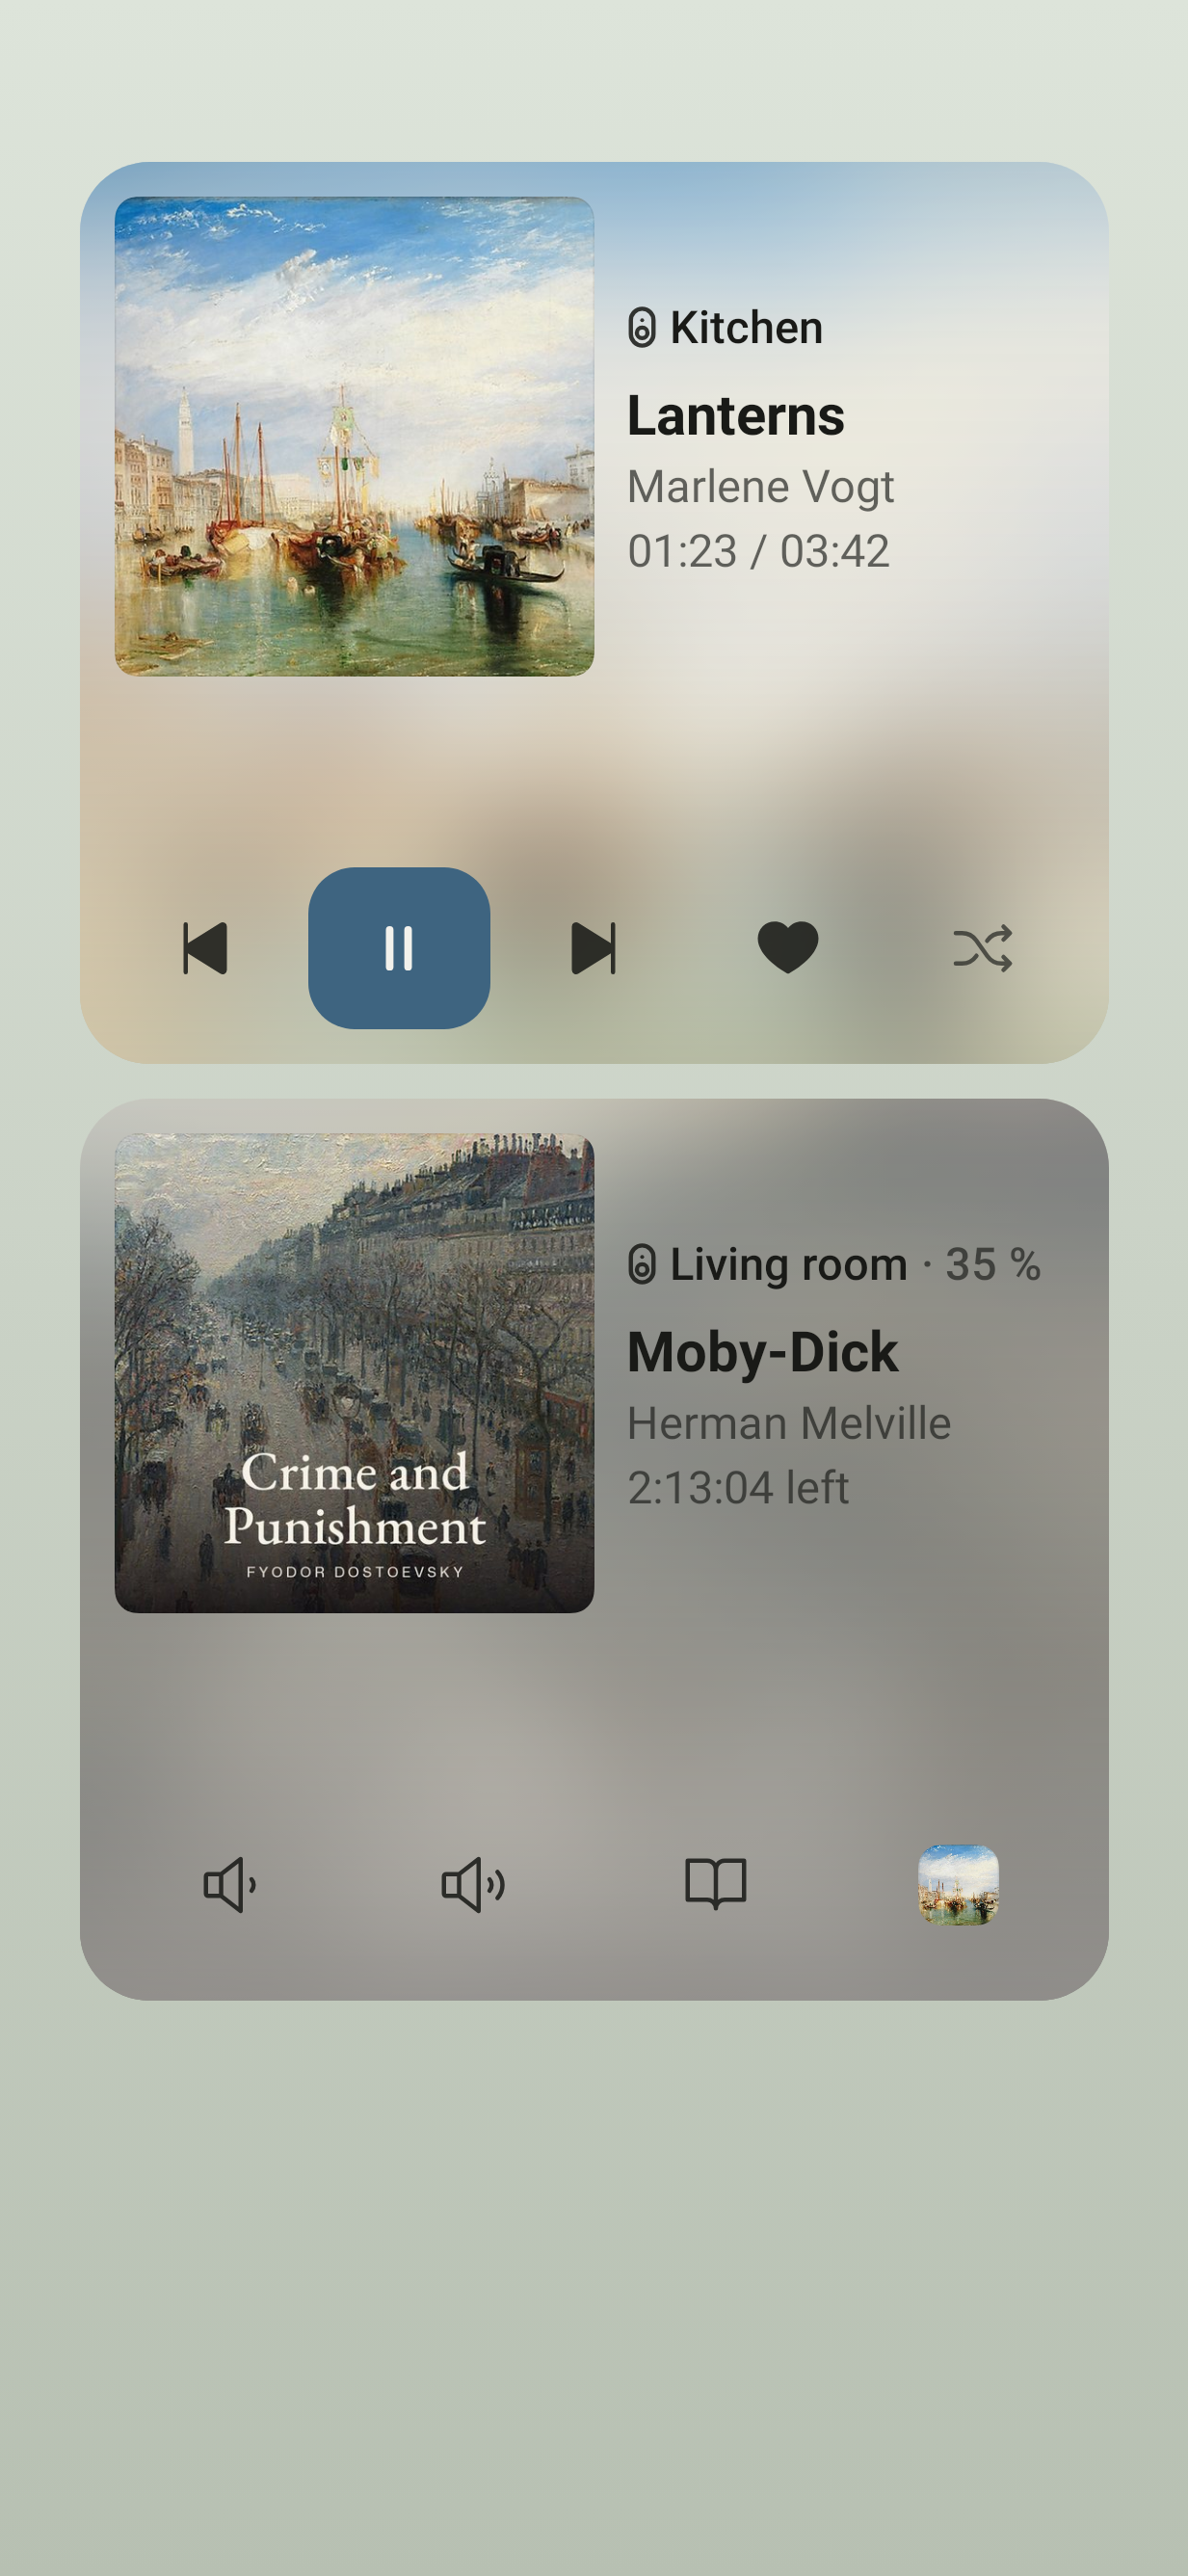 Kitchen
Lanterns
Marlene Vogt
01:23 / 03:42
Living room · 35 %
Moby-Dick
Herman Melville
2:13:04 left
Crime and
Punishment
FYODOR DOSTOEVSKY